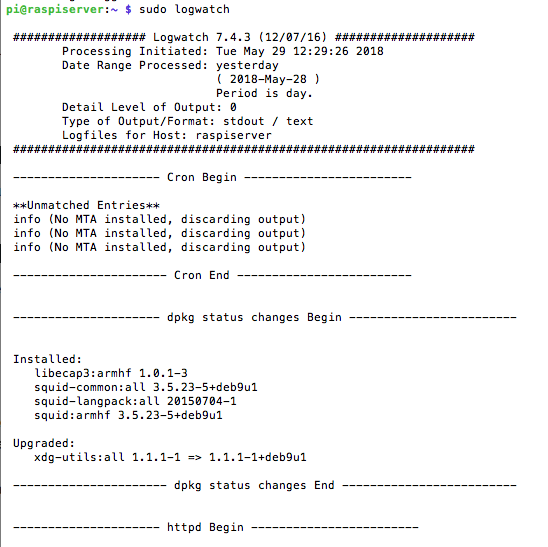 pi@raspiserver:~ $ sudo logwatch
################### Logwatch 7.4.3 (12/07/16) ####################
Processing Initiated: Tue May 29 12:29:26 2018
Date Range Processed: yesterday
( 2018-May-28 )
Period is day.
Detail Level of Output: 0
Type of Output/Format: stdout / text
Logfiles for Host: raspiserver
##################################################################
--------------------- Cron Begin ------------------------
**Unmatched Entries**
info (No MTA installed, discarding output)
info (No MTA installed, discarding output)
info (No MTA installed, discarding output)
---------------------- Cron End -------------------------
--------------------- dpkg status changes Begin ------------------------
Installed:
libecap3:armhf 1.0.1-3
squid-common:all 3.5.23-5+deb9u1
squid-langpack:all 20150704-1
squid:armhf 3.5.23-5+deb9u1
Upgraded:
xdg-utils:all 1.1.1-1 => 1.1.1-1+deb9u1
---------------------- dpkg status changes End -------------------------
--------------------- httpd Begin ------------------------